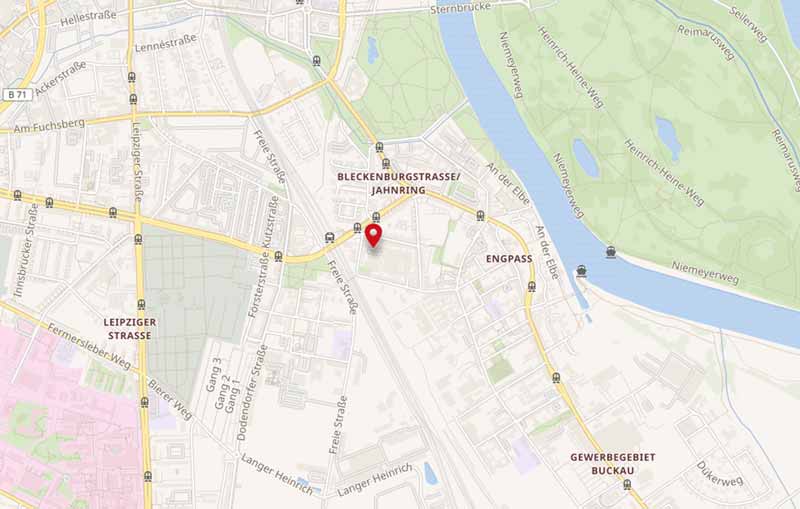 Sternbrücke
Hellestraße
Seilerweg
Reimarusweg
Lennéstraße
Niemeyerweg
Heinrich-Heine-Weg
Ackerstraße
B 71
Am Fuchsberg
Leipziger Straße
Freie Straße
Heinrich-Heine-Weg
Reimarusweg
BLECKENBURGSTRASSE/
JAHNRING
An der Elbe
Niemeyerweg
Innsbrucker Straße
Försterstraße
Kutzstraße
An der Elbe
ENGPASS
Niemeyerweg
Freie Straße
LEIPZIGER
STRASSE
Fermersleber Weg
Bierer Weg
Gang 3
Gang 2
Gang 1
Dodendorfer Straße
Freie Straße
Langer Heinrich
Langer Heinrich
GEWERBEGEBIET
BUCKAU
Dükerweg